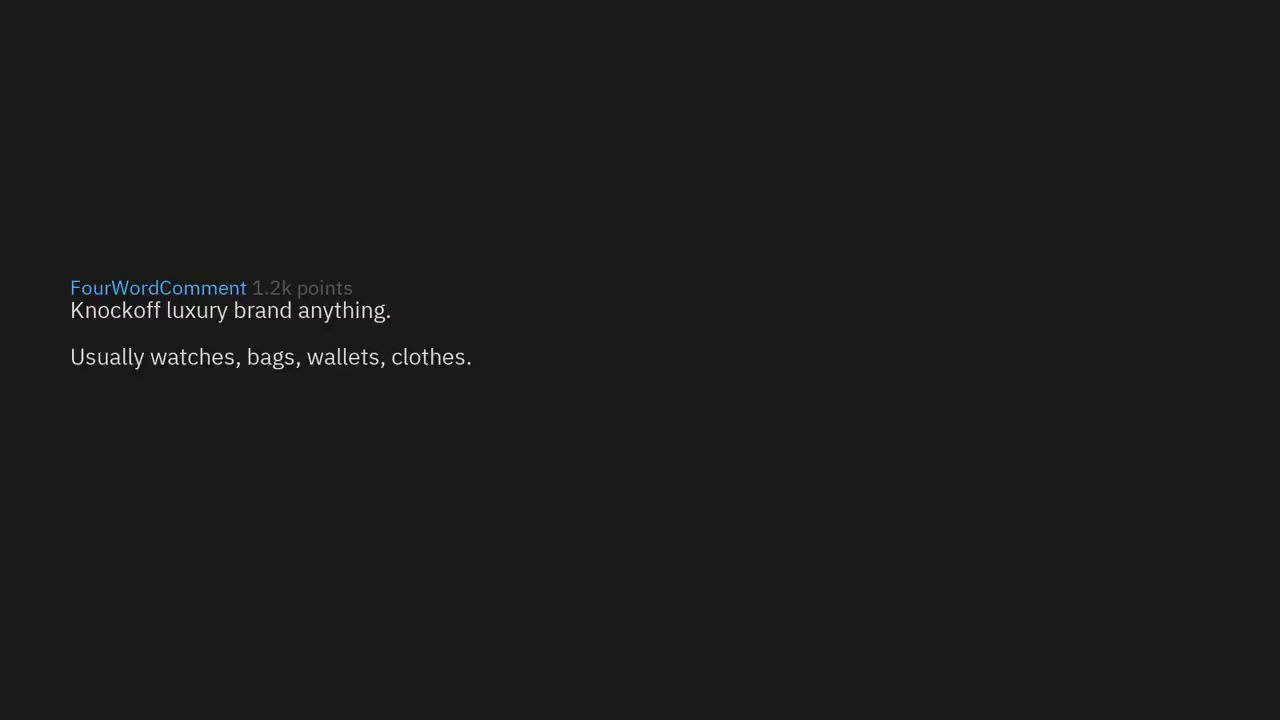 FourWordComment 1.2k points
Knockoff luxury brand anything.
Usually watches, bags, wallets, clothes.